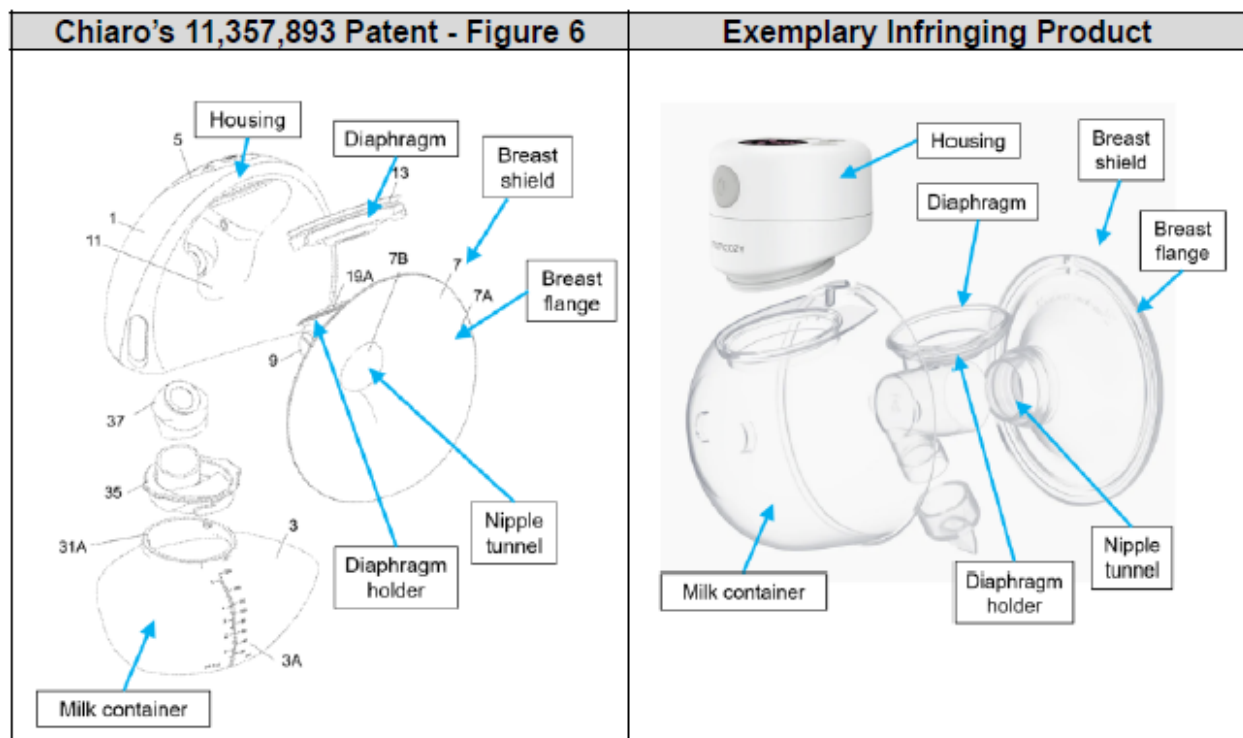 Chiaro's 11,357,893 Patent - Figure 6
Exemplary Infringing Product
Housing
5
Diaphragm
13
Breast
shield
1
11
7B
7
19A
7A
Breast
flange
9
37
35
Nipple
tunnel
31A
3
Diaphragm
holder
3A
Milk container
Housing
Breast
shield
Diaphragm
Breast
flange
Nipple
tunnel
Milk container
Diaphragm
holder